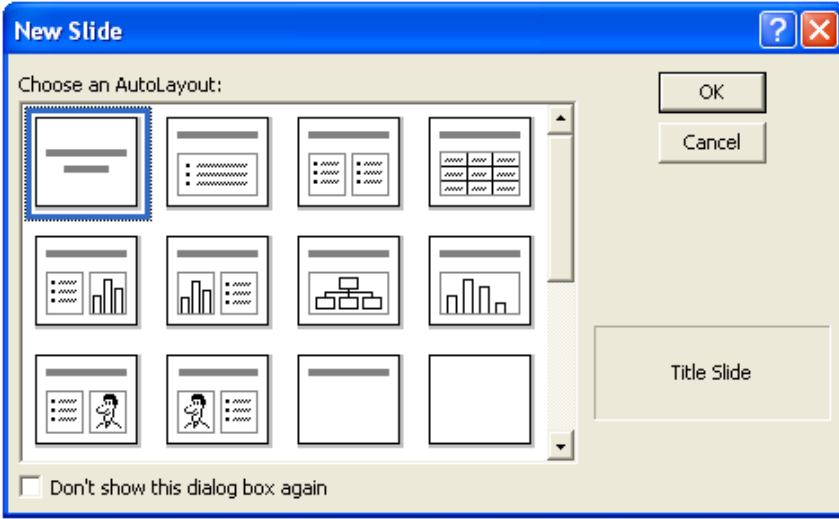 New Slide
Choose an AutoLayout:
OK
Cancel
Title Slide
Don't show this dialog box again